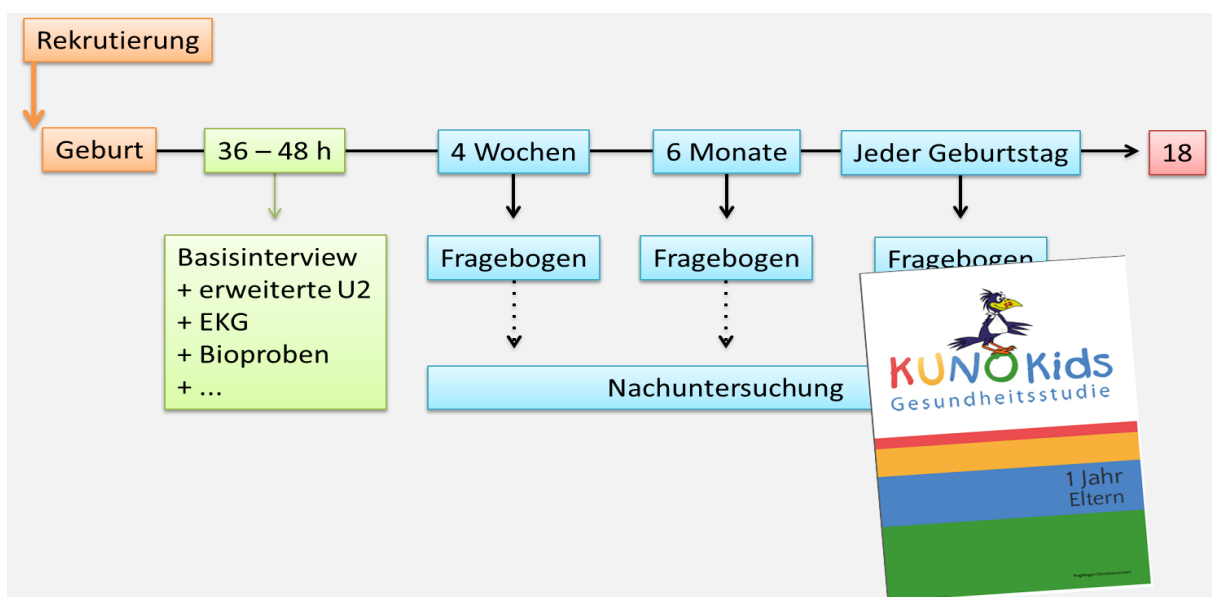 Rekrutierung
Geburt
36 – 48 h
4 Wochen
6 Monate
Jeder Geburtstag
18
Basisinterview
+ erweiterte U2
+ EKG
+ Bioproben
+ ...
Fragebogen
Fragebogen
Fragebogen
Nachuntersuchung
KUNO Kids
Gesundheitsstudie
1 Jahr
Eltern